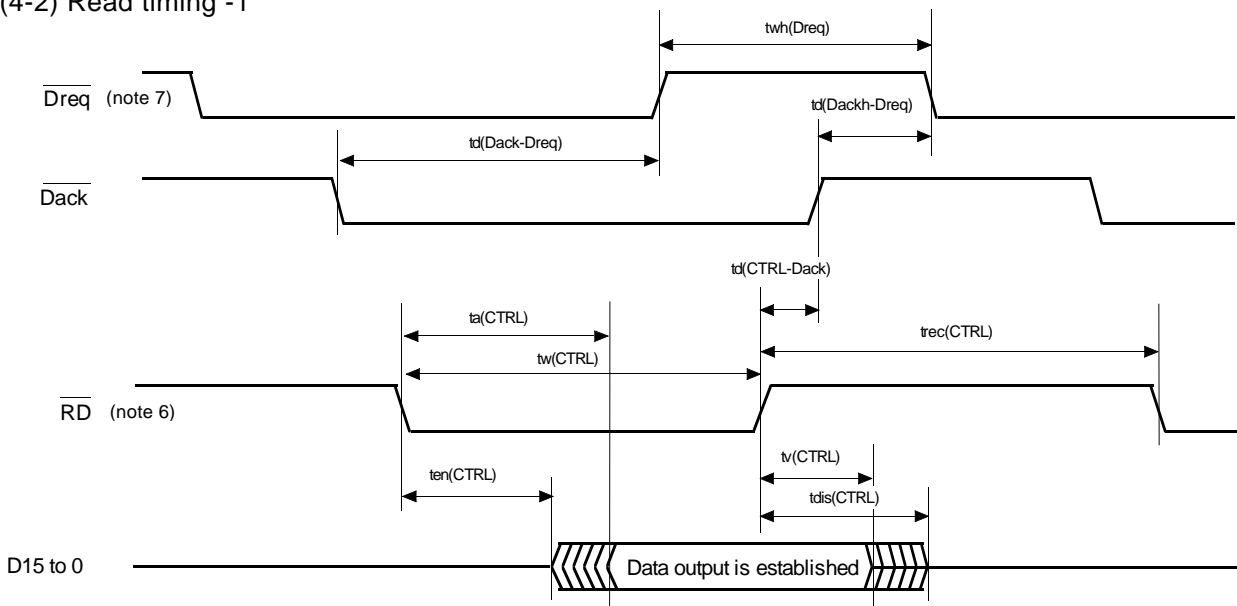 (4-2) Read timing -1
twh(Dreq)
Dreq (note 7)
td(Dackh-Dreq)
td(Dack-Dreq)
Dack
td(CTRL-Dack)
ta(CTRL)
trec(CTRL)
tw(CTRL)
RD (note 6)
tv(CTRL)
ten(CTRL)
tdis(CTRL)
D15 to 0
Data output is established